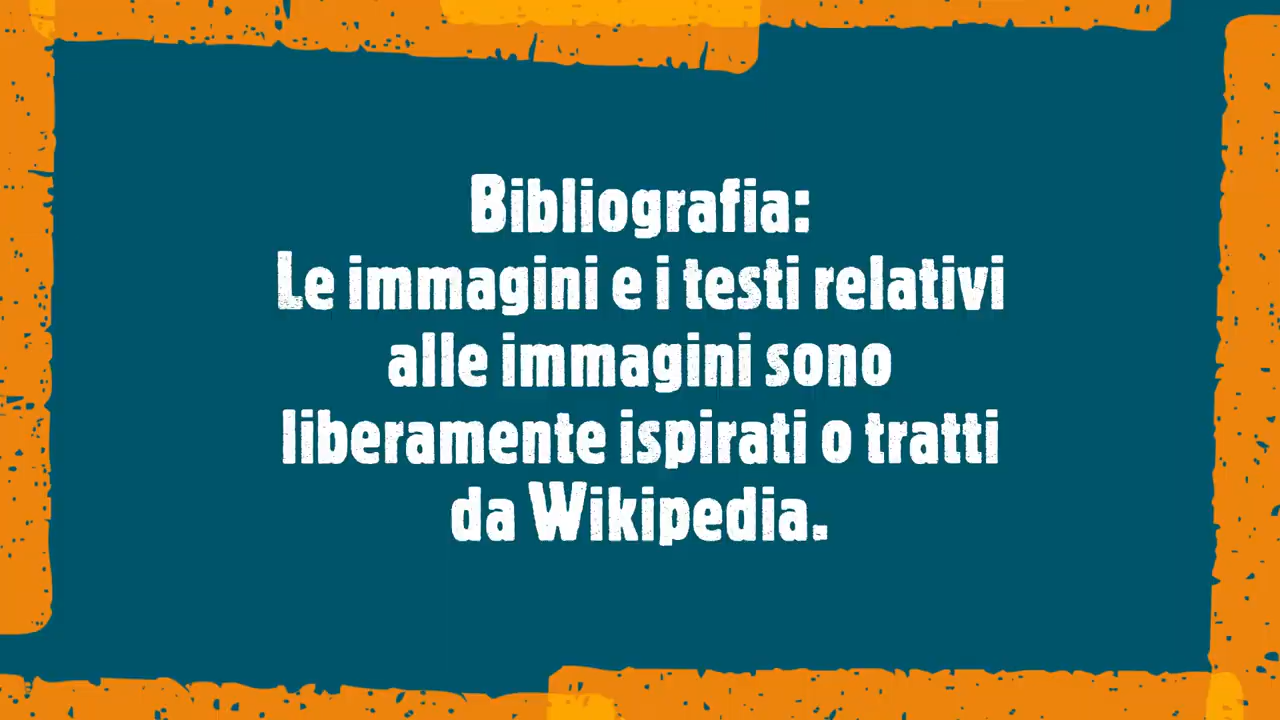 Bibliografia:
Le immagini e i testi relativi
alle immagini sono
liberamente ispirati o tratti
da Wikipedia.